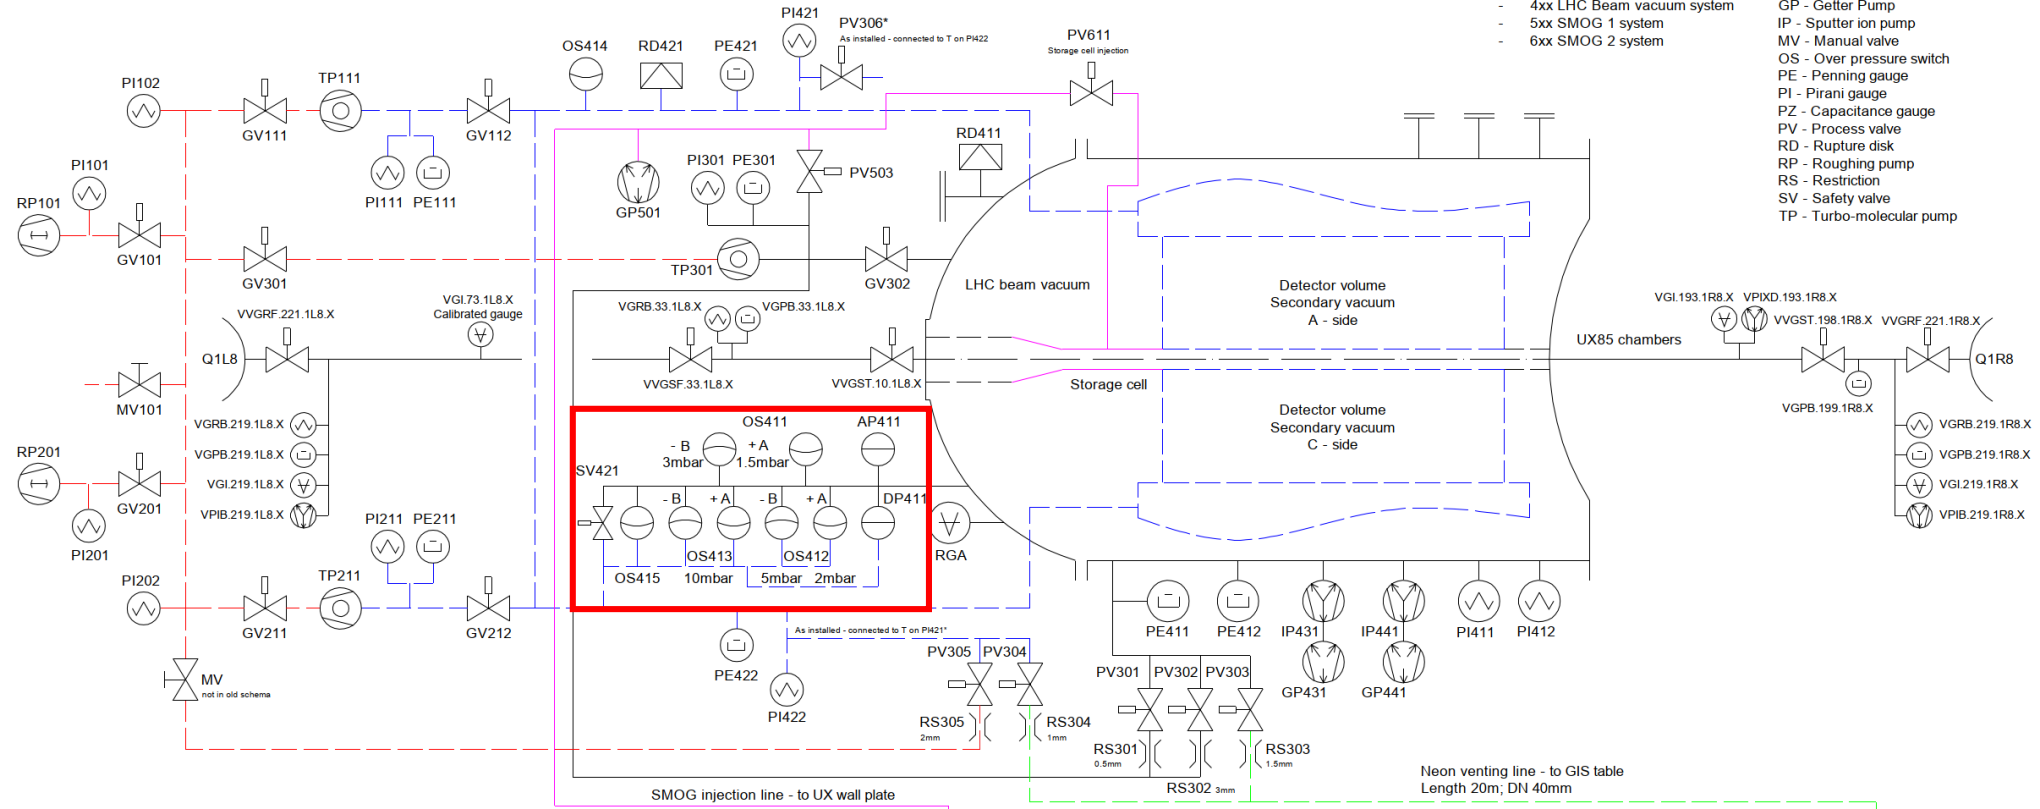 - 4xx LHC Beam vacuum system
- 5xx SMOG 1 system
- 6xx SMOG 2 system
GP - Getter Pump
IP - Sputter ion pump
MV - Manual valve
OS - Over pressure switch
PE - Penning gauge
PI - Pirani gauge
PZ - Capacitance gauge
PV - Process valve
RD - Rupture disk
RP - Roughing pump
RS - Restriction
SV - Safety valve
TP - Turbo-molecular pump
PI421
PV306*
As installed - connected to T on PI422
PV611
Storage cell injection
OS414
RD421
PE421
PI102
TP111
GV111
GV112
PI101
PI111
PE111
RP101
GV101
GP501
PI301
PE301
PV503
RD411
GV301
TP301
GV302
LHC beam vacuum
Detector volume
Secondary vacuum
A - side
VVGRF.221.1L8.X
VGI.73.1L8.X
Calibrated gauge
VGRB.33.1L8.X
VGPB.33.1L8.X
Q1L8
VVGSF.33.1L8.X
VVGST.10.1L8.X
Storage cell
UX85 chambers
VGI.193.1R8.X
VPIXD.193.1R8.X
VVGST.198.1R8.X
VVGRF.221.1R8.X
Q1R8
VGPB.199.1R8.X
MV101
VGRB.219.1L8.X
VGPB.219.1L8.X
VGI.219.1L8.X
VPIB.219.1L8.X
VGRB.219.1R8.X
VGPB.219.1R8.X
VGI.219.1R8.X
VPIB.219.1R8.X
Detector volume
Secondary vacuum
C - side
OS411
AP411
- B
3mbar
+ A
1.5mbar
SV421
- B
+ A
- B
+ A
DP411
OS413
OS412
OS415
10mbar
5mbar
2mbar
RGA
RP201
GV201
PI201
PI211
PE211
PI202
TP211
GV211
GV212
MV
not in old schema
PE422
As installed - connected to T on PI421*
PI422
PV305
PV304
RS305
2mm
RS304
1mm
PE411
PE412
IP431
IP441
PI411
PI412
GP431
GP441
PV301
PV302
PV303
RS301
0.5mm
RS302 3mm
RS303
1.5mm
SMOG injection line - to UX wall plate
Neon venting line - to GIS table
Length 20m; DN 40mm